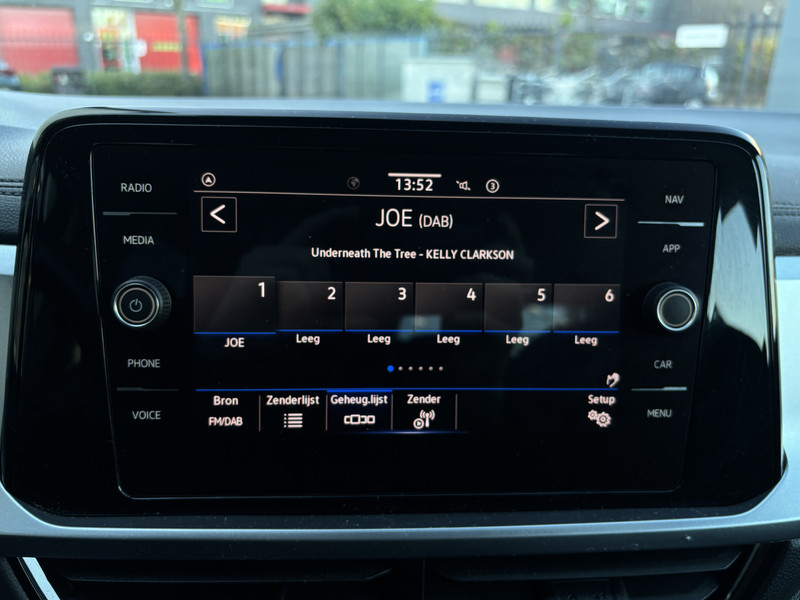 RADIO
MEDIA
PHONE
VOICE
13:52
3
<
JOE (DAB)
>
Underneath The Tree - KELLY CLARKSON
1 2 3 4 5 6
JOE Leeg Leeg Leeg Leeg Leeg
Bron Zenderlijst Geheug.lijst Zender Setup
FM/DAB
NAV
APP
CAR
MENU